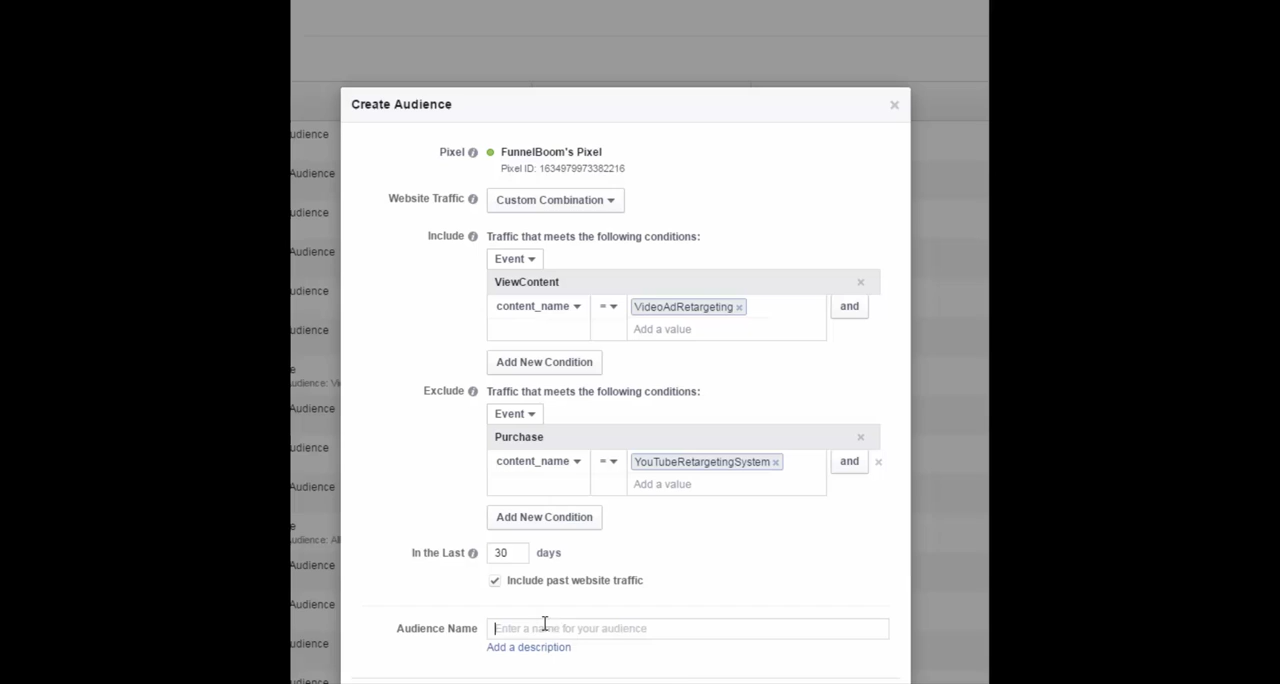 Create Audience ×
Pixel FunnelBoom's Pixel
Pixel ID: 1634979973382216
Website Traffic Custom Combination
Include Traffic that meets the following conditions:
Event
ViewContent ×
content_name = VideoAdRetargeting × and
Add a value
Add New Condition
Exclude Traffic that meets the following conditions:
Event
Purchase ×
content_name = YouTubeRetargetingSystem × and ×
Add a value
Add New Condition
In the Last 30 days
Include past website traffic
Audience Name Enter a name for your audience
Add a description
udience
Audience
udience
Audience
udience
udience
e
udience: Vi
Audience
udience
Audience
e
udience: All
Audience
Audience
udience